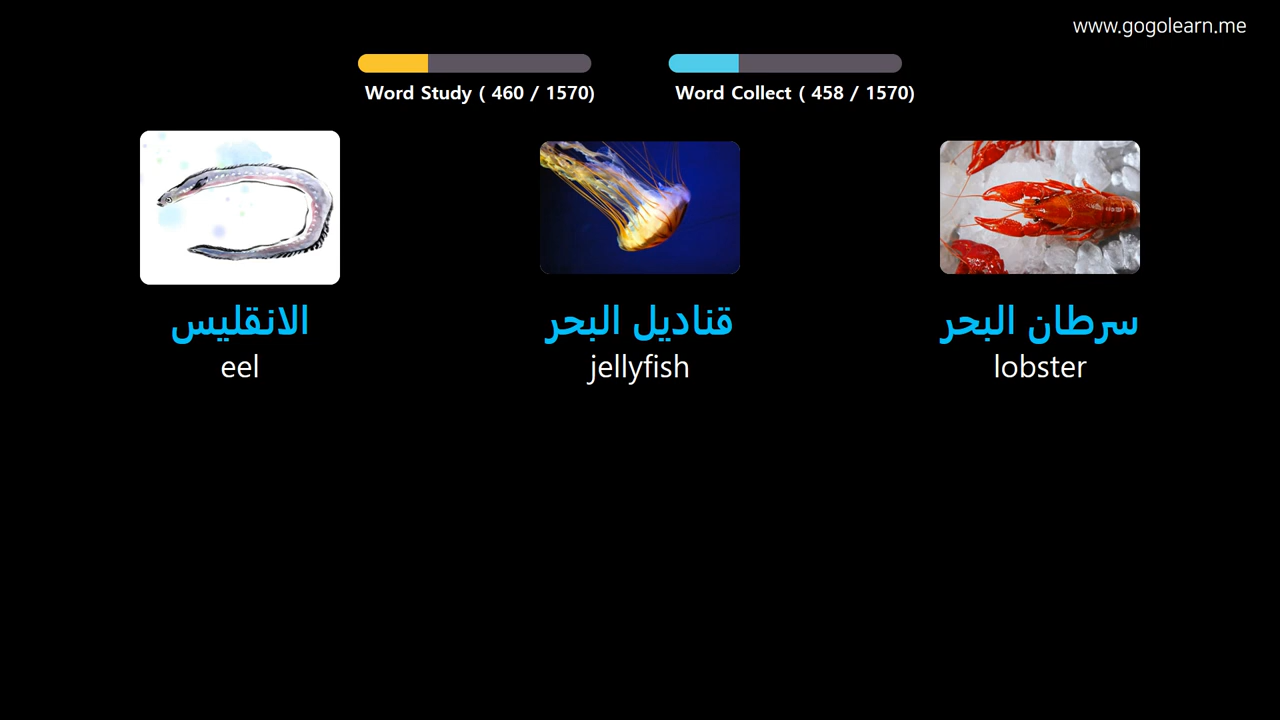 www.gogolearn.me
Word Study ( 460 / 1570)
Word Collect ( 458 / 1570)
الانقليس
eel
قناديل البحر
jellyfish
سرطان البحر
lobster